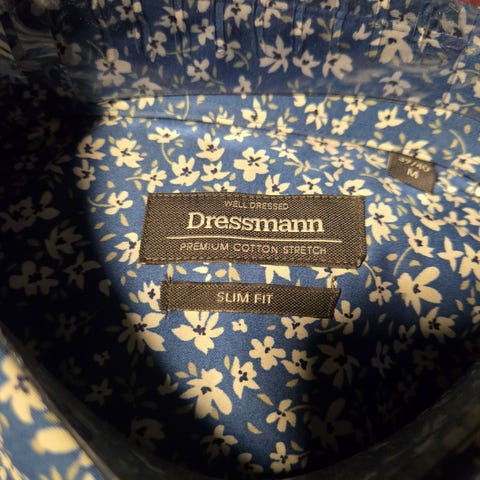 WELL DRESSED
Dressmann
PREMIUM COTTON STRETCH
SLIM FIT
M